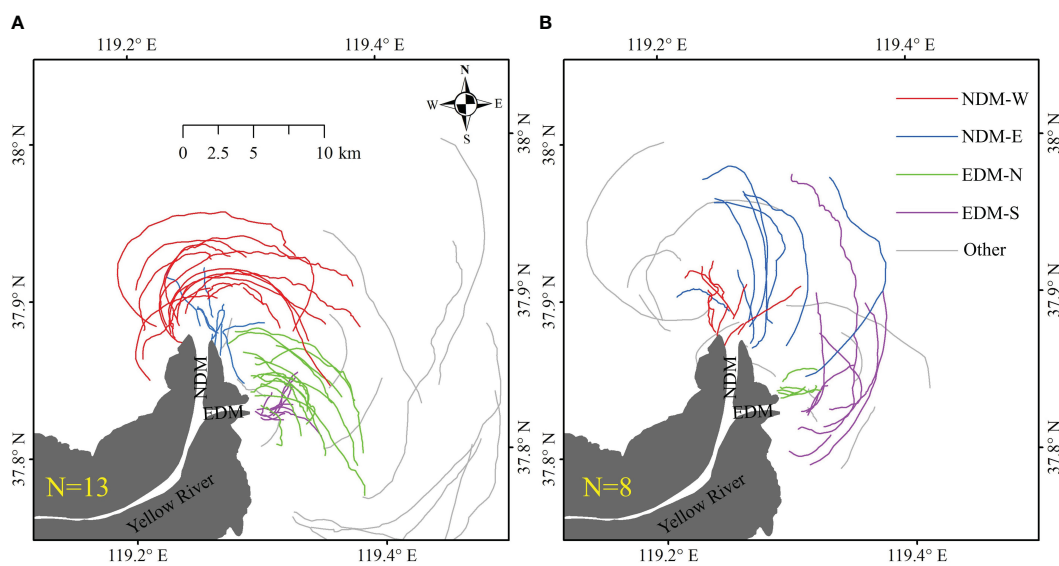 A
B
119.2° E
119.4° E
119.2° E
119.4° E
N
W
E
S
0 2.5 5 10 km
38° N
37.9° N
37.8° N
38° N
37.9° N
37.8° N
38° N
37.9° N
37.8° N
NDM-W
NDM-E
EDM-N
EDM-S
Other
NDM
EDM
NDM
EDM
N=13
Yellow River
N=8
Yellow River
119.2° E
119.4° E
119.2° E
119.4° E